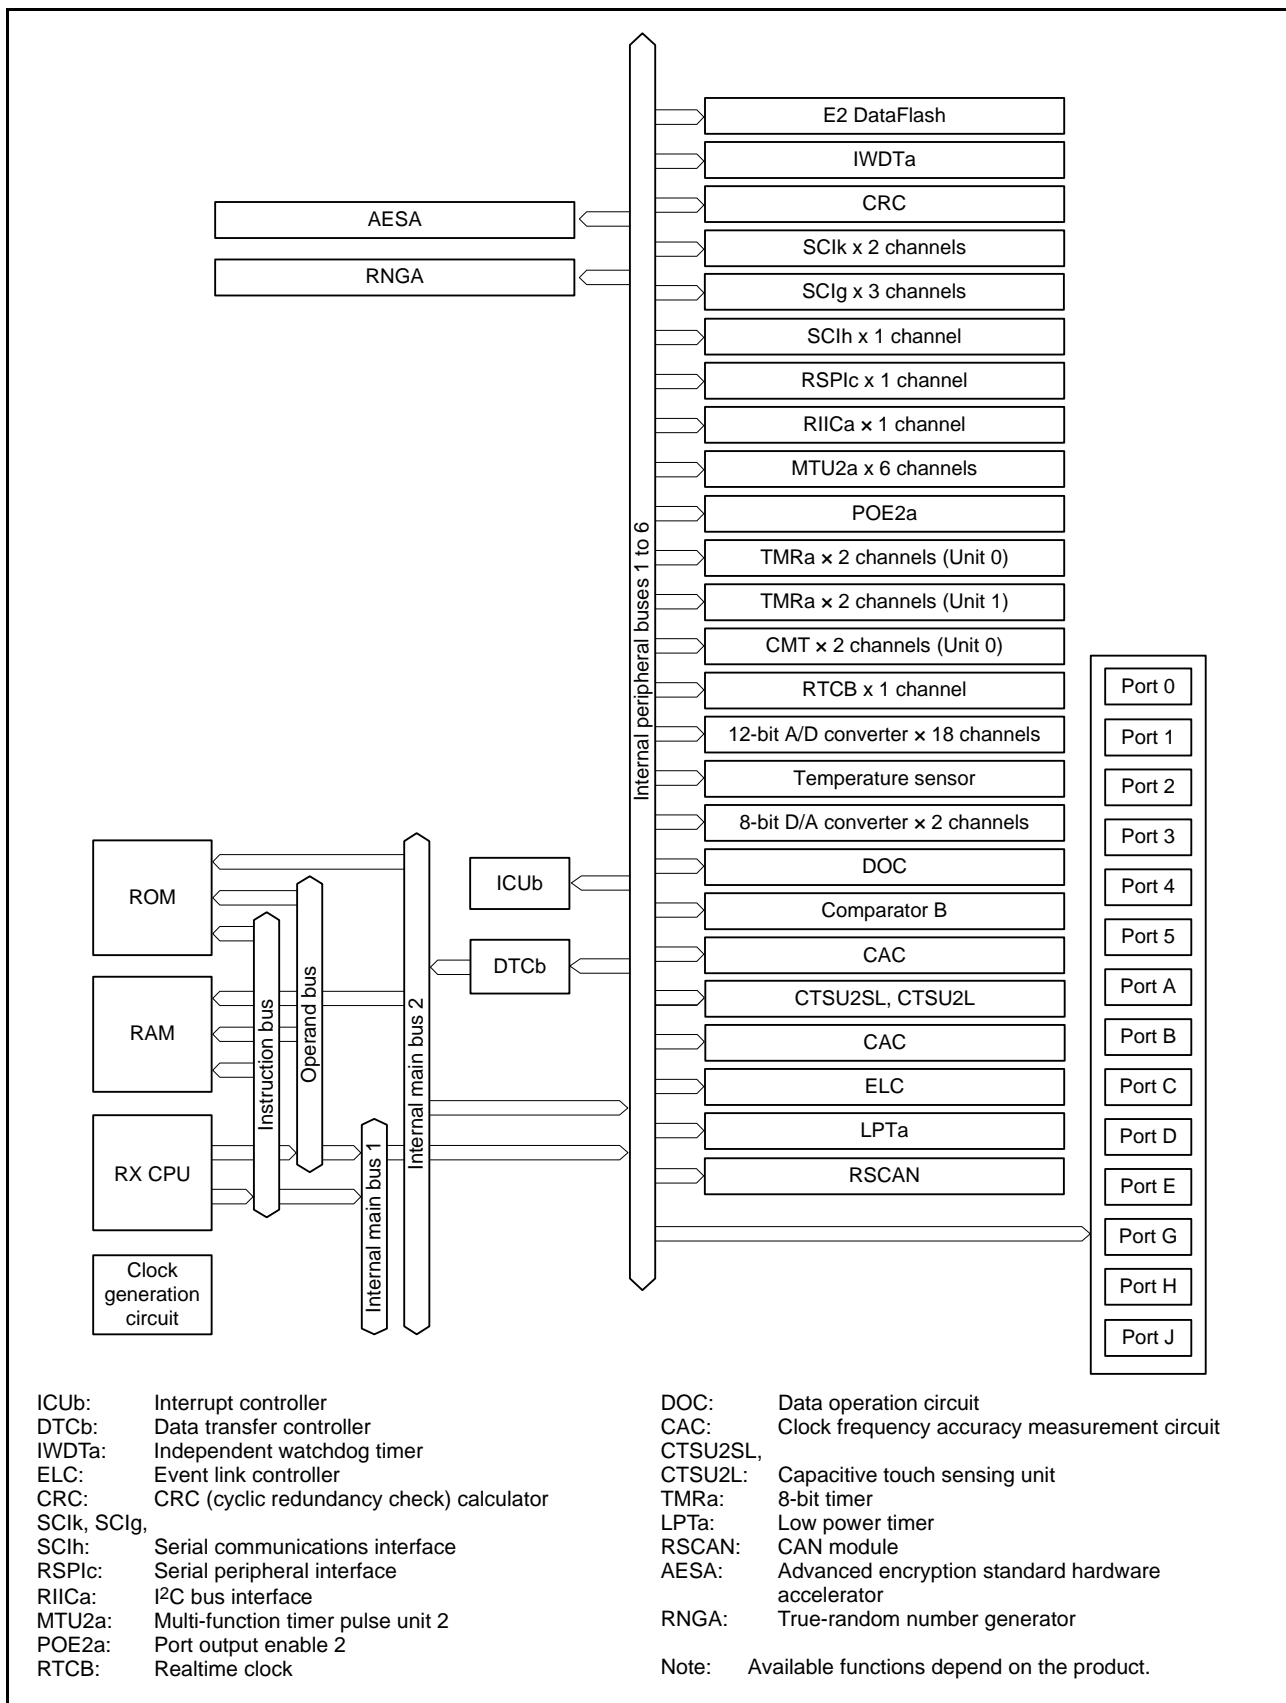 E2 DataFlash
IWDTa
CRC
AESA
SCIk x 2 channels
RNGA
SCIg x 3 channels
SCIh x 1 channel
RSPIc x 1 channel
RIICa × 1 channel
MTU2a x 6 channels
POE2a
Internal peripheral buses 1 to 6
TMRa × 2 channels (Unit 0)
TMRa × 2 channels (Unit 1)
CMT × 2 channels (Unit 0)
RTCB x 1 channel
12-bit A/D converter × 18 channels
Temperature sensor
8-bit D/A converter × 2 channels
DOC
Comparator B
CAC
CTSU2SL, CTSU2L
CAC
ELC
LPTa
RSCAN
Port 0
Port 1
Port 2
Port 3
Port 4
Port 5
Port A
Port B
Port C
Port D
Port E
Port G
Port H
Port J
ROM
ICUb
DTCb
RAM
Instruction bus
Operand bus
Internal main bus 2
RX CPU
Internal main bus 1
Clock
generation
circuit
ICUb: Interrupt controller
DTCb: Data transfer controller
IWDTa: Independent watchdog timer
ELC: Event link controller
CRC: CRC (cyclic redundancy check) calculator
SCIk, SCIg,
SCIh: Serial communications interface
RSPIc: Serial peripheral interface
RIICa: I²C bus interface
MTU2a: Multi-function timer pulse unit 2
POE2a: Port output enable 2
RTCB: Realtime clock
DOC: Data operation circuit
CAC: Clock frequency accuracy measurement circuit
CTSU2SL,
CTSU2L: Capacitive touch sensing unit
TMRa: 8-bit timer
LPTa: Low power timer
RSCAN: CAN module
AESA: Advanced encryption standard hardware
accelerator
RNGA: True-random number generator
Note: Available functions depend on the product.